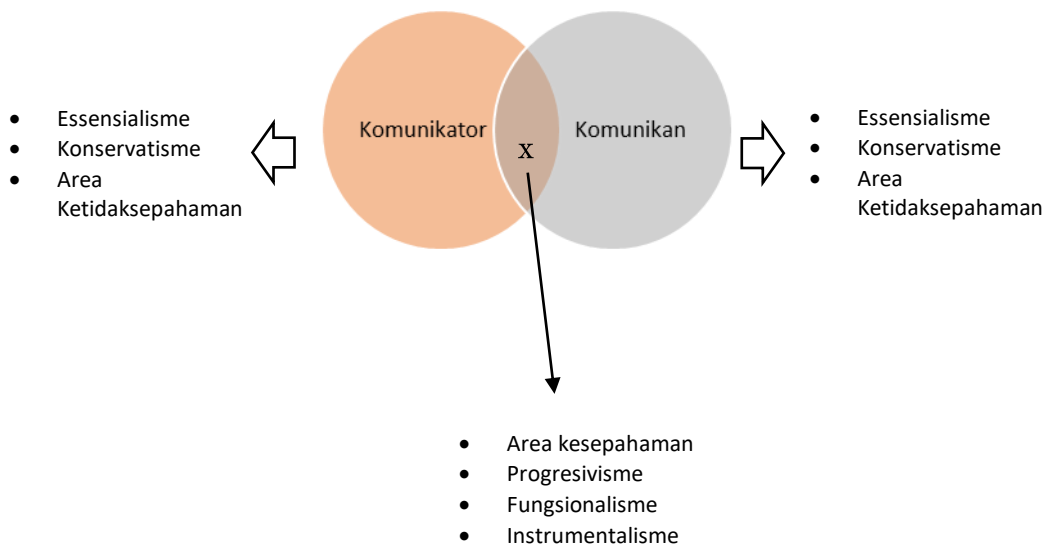 Komunikator
Komunikan
x
• Essensialisme
• Konservatisme
• Area
Ketidaksepahaman
• Essensialisme
• Konservatisme
• Area
Ketidaksepahaman
• Area kesepahaman
• Progresivisme
• Fungsionalisme
• Instrumentalisme